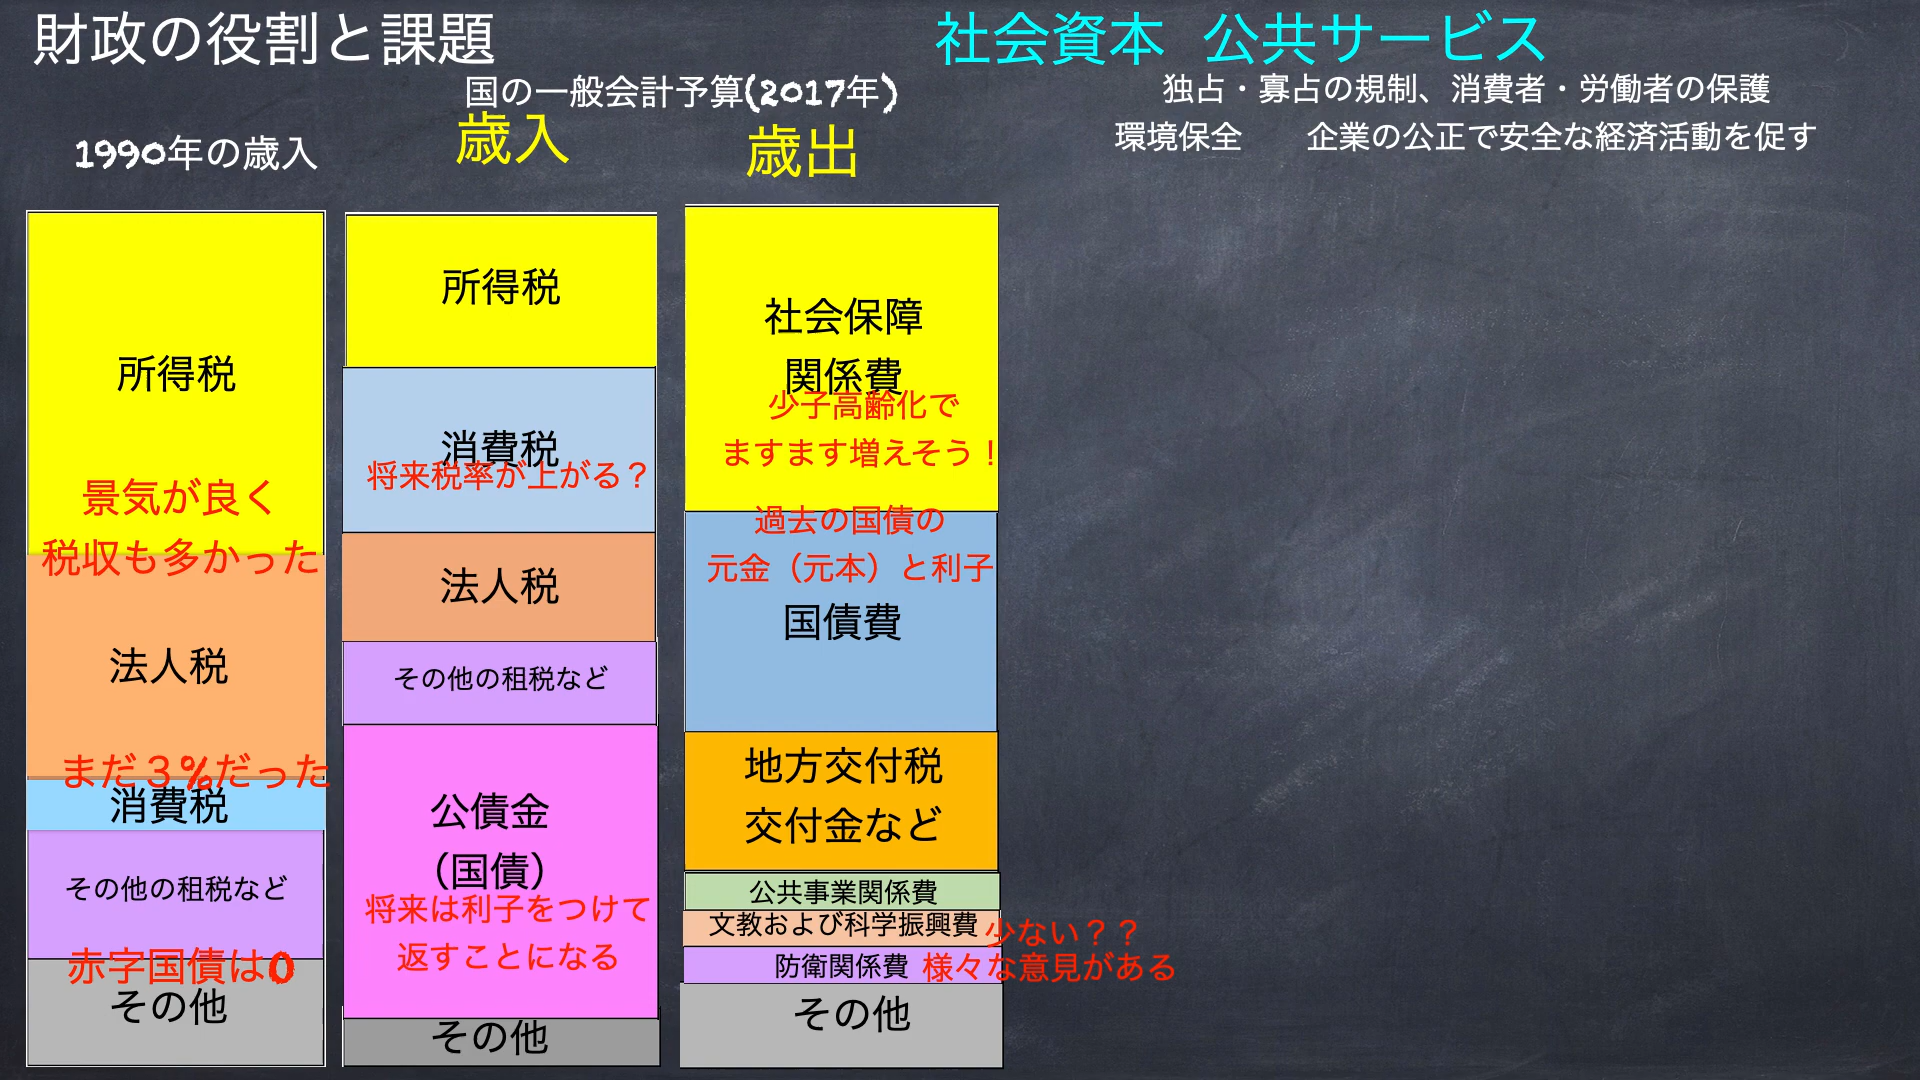 財政の役割と課題
社会資本 公共サービス
国の一般会計予算(2017年)
独占・寡占の規制、消費者・労働者の保護
環境保全 企業の公正で安全な経済活動を促す
1990年の歳入
歳入
歳出
所得税
景気が良く
税収も多かった
法人税
まだ３%だった
消費税
その他の租税など
赤字国債は0
その他
所得税
消費税
将来税率が上がる？
法人税
その他の租税など
公債金
（国債）
将来は利子をつけて
返すことになる
その他
社会保障
関係費
少子高齢化で
ますます増えそう！
過去の国債の
元金（元本）と利子
国債費
地方交付税
交付金など
公共事業関係費
文教および科学振興費
少ない？？
防衛関係費
様々な意見がある
その他